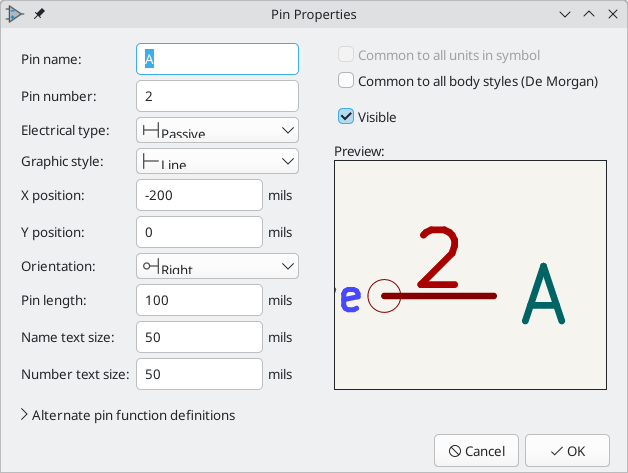 Pin Properties
Pin name:
A
Pin number:
2
Electrical type:
Passive
Graphic style:
Line
X position:
-200
mils
Y position:
0
mils
Orientation:
Right
Pin length:
100
mils
Name text size:
50
mils
Number text size:
50
mils
Alternate pin function definitions
Common to all units in symbol
Common to all body styles (De Morgan)
Visible
Preview:
e
2
A
Cancel
OK